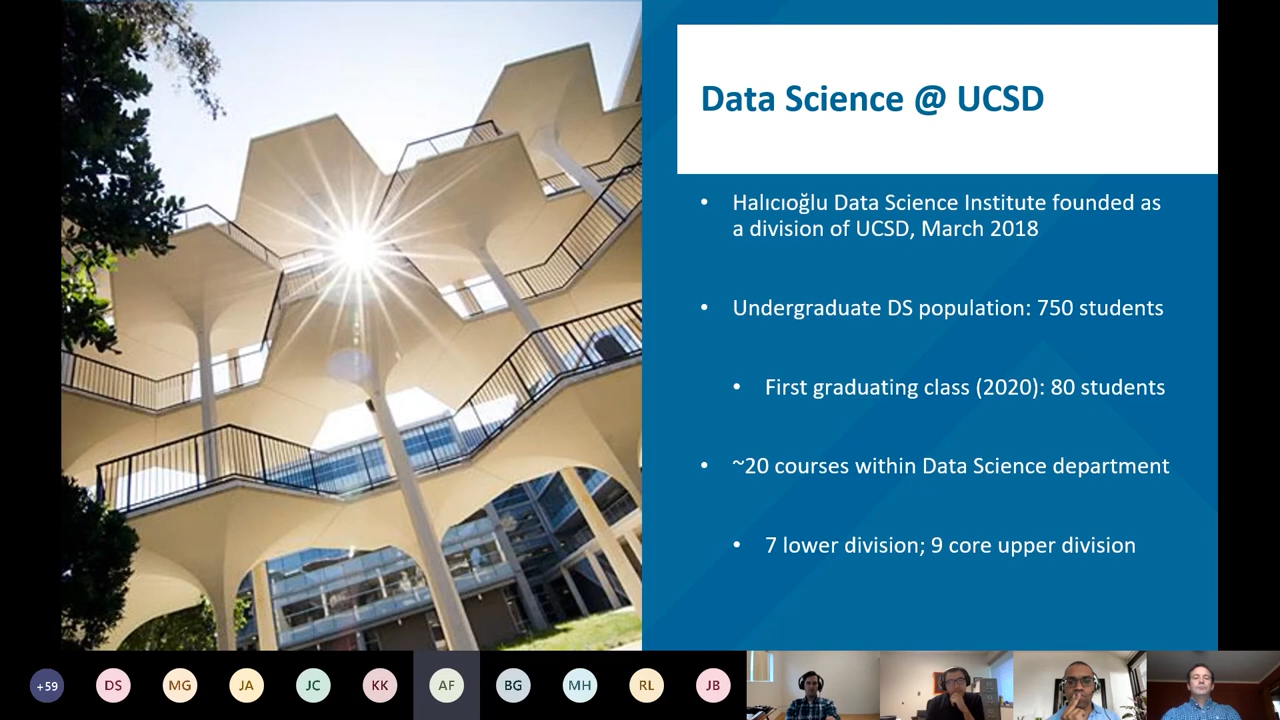 Data Science @ UCSD
• Halıcıoğlu Data Science Institute founded as
a division of UCSD, March 2018
• Undergraduate DS population: 750 students
• First graduating class (2020): 80 students
• ~20 courses within Data Science department
• 7 lower division; 9 core upper division
+59 DS MG JA JC KK AF BG MH RL JB